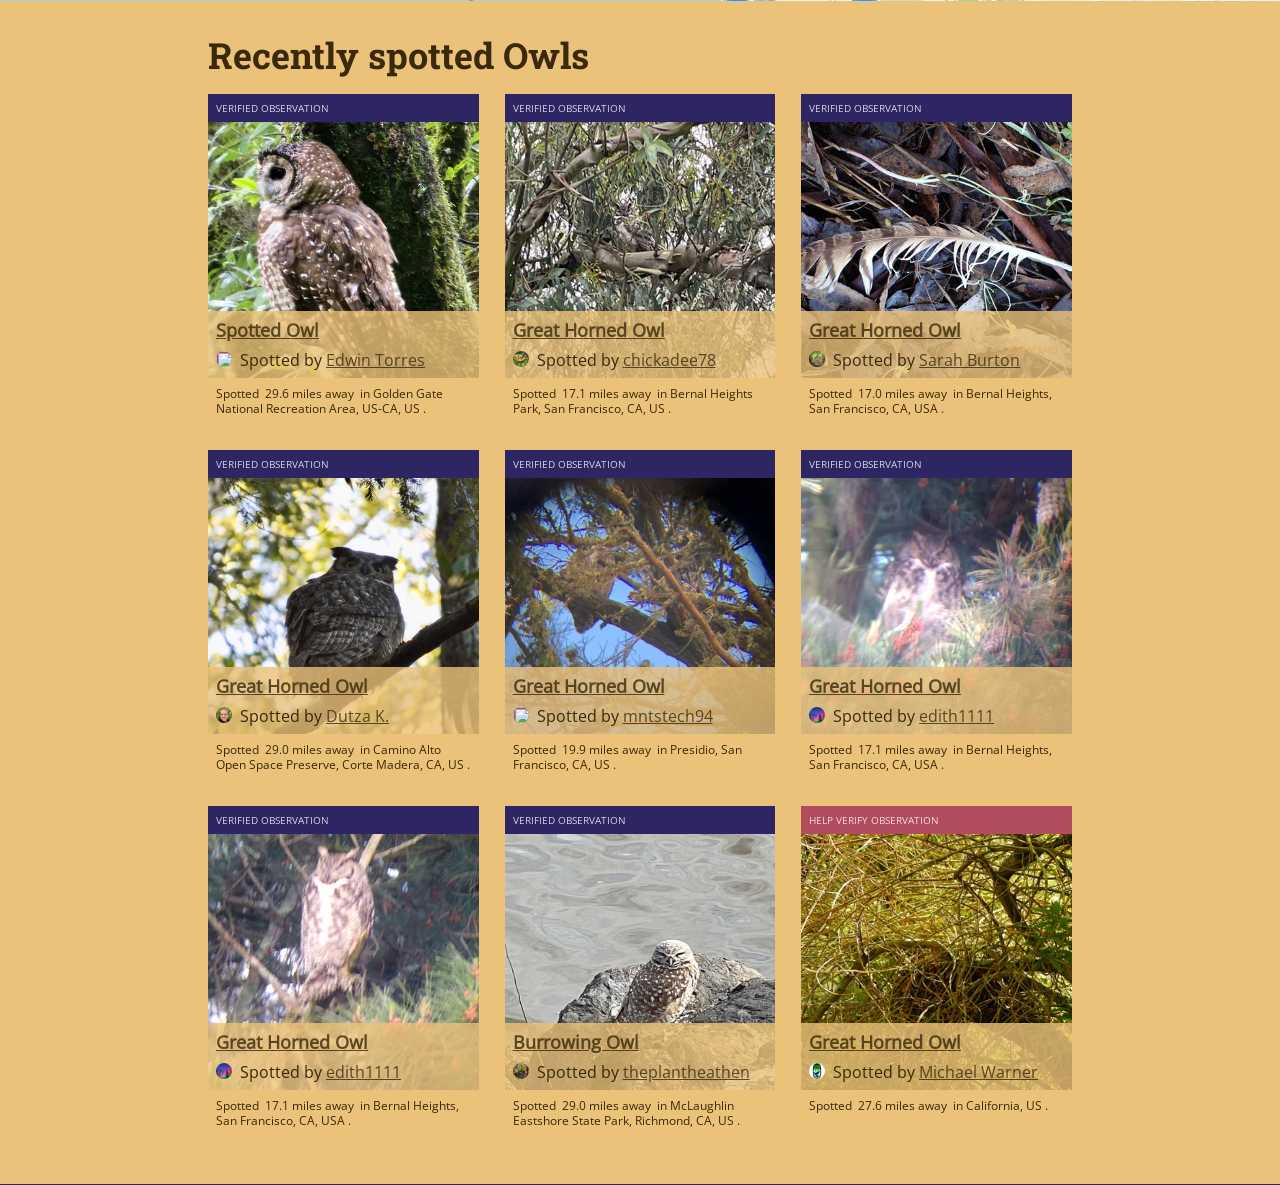 Recently spotted Owls
VERIFIED OBSERVATION
Spotted Owl
Spotted by Edwin Torres
Spotted 29.6 miles away in Golden Gate
National Recreation Area, US-CA, US .
VERIFIED OBSERVATION
Great Horned Owl
Spotted by chickadee78
Spotted 17.1 miles away in Bernal Heights
Park, San Francisco, CA, US .
VERIFIED OBSERVATION
Great Horned Owl
Spotted by Sarah Burton
Spotted 17.0 miles away in Bernal Heights,
San Francisco, CA, USA .
VERIFIED OBSERVATION
Great Horned Owl
Spotted by Dutza K.
Spotted 29.0 miles away in Camino Alto
Open Space Preserve, Corte Madera, CA, US .
VERIFIED OBSERVATION
Great Horned Owl
Spotted by mntstech94
Spotted 19.9 miles away in Presidio, San
Francisco, CA, US .
VERIFIED OBSERVATION
Great Horned Owl
Spotted by edith1111
Spotted 17.1 miles away in Bernal Heights,
San Francisco, CA, USA .
VERIFIED OBSERVATION
Great Horned Owl
Spotted by edith1111
Spotted 17.1 miles away in Bernal Heights,
San Francisco, CA, USA .
VERIFIED OBSERVATION
Burrowing Owl
Spotted by theplantheathen
Spotted 29.0 miles away in McLaughlin
Eastshore State Park, Richmond, CA, US .
HELP VERIFY OBSERVATION
Great Horned Owl
Spotted by Michael Warner
Spotted 27.6 miles away in California, US .